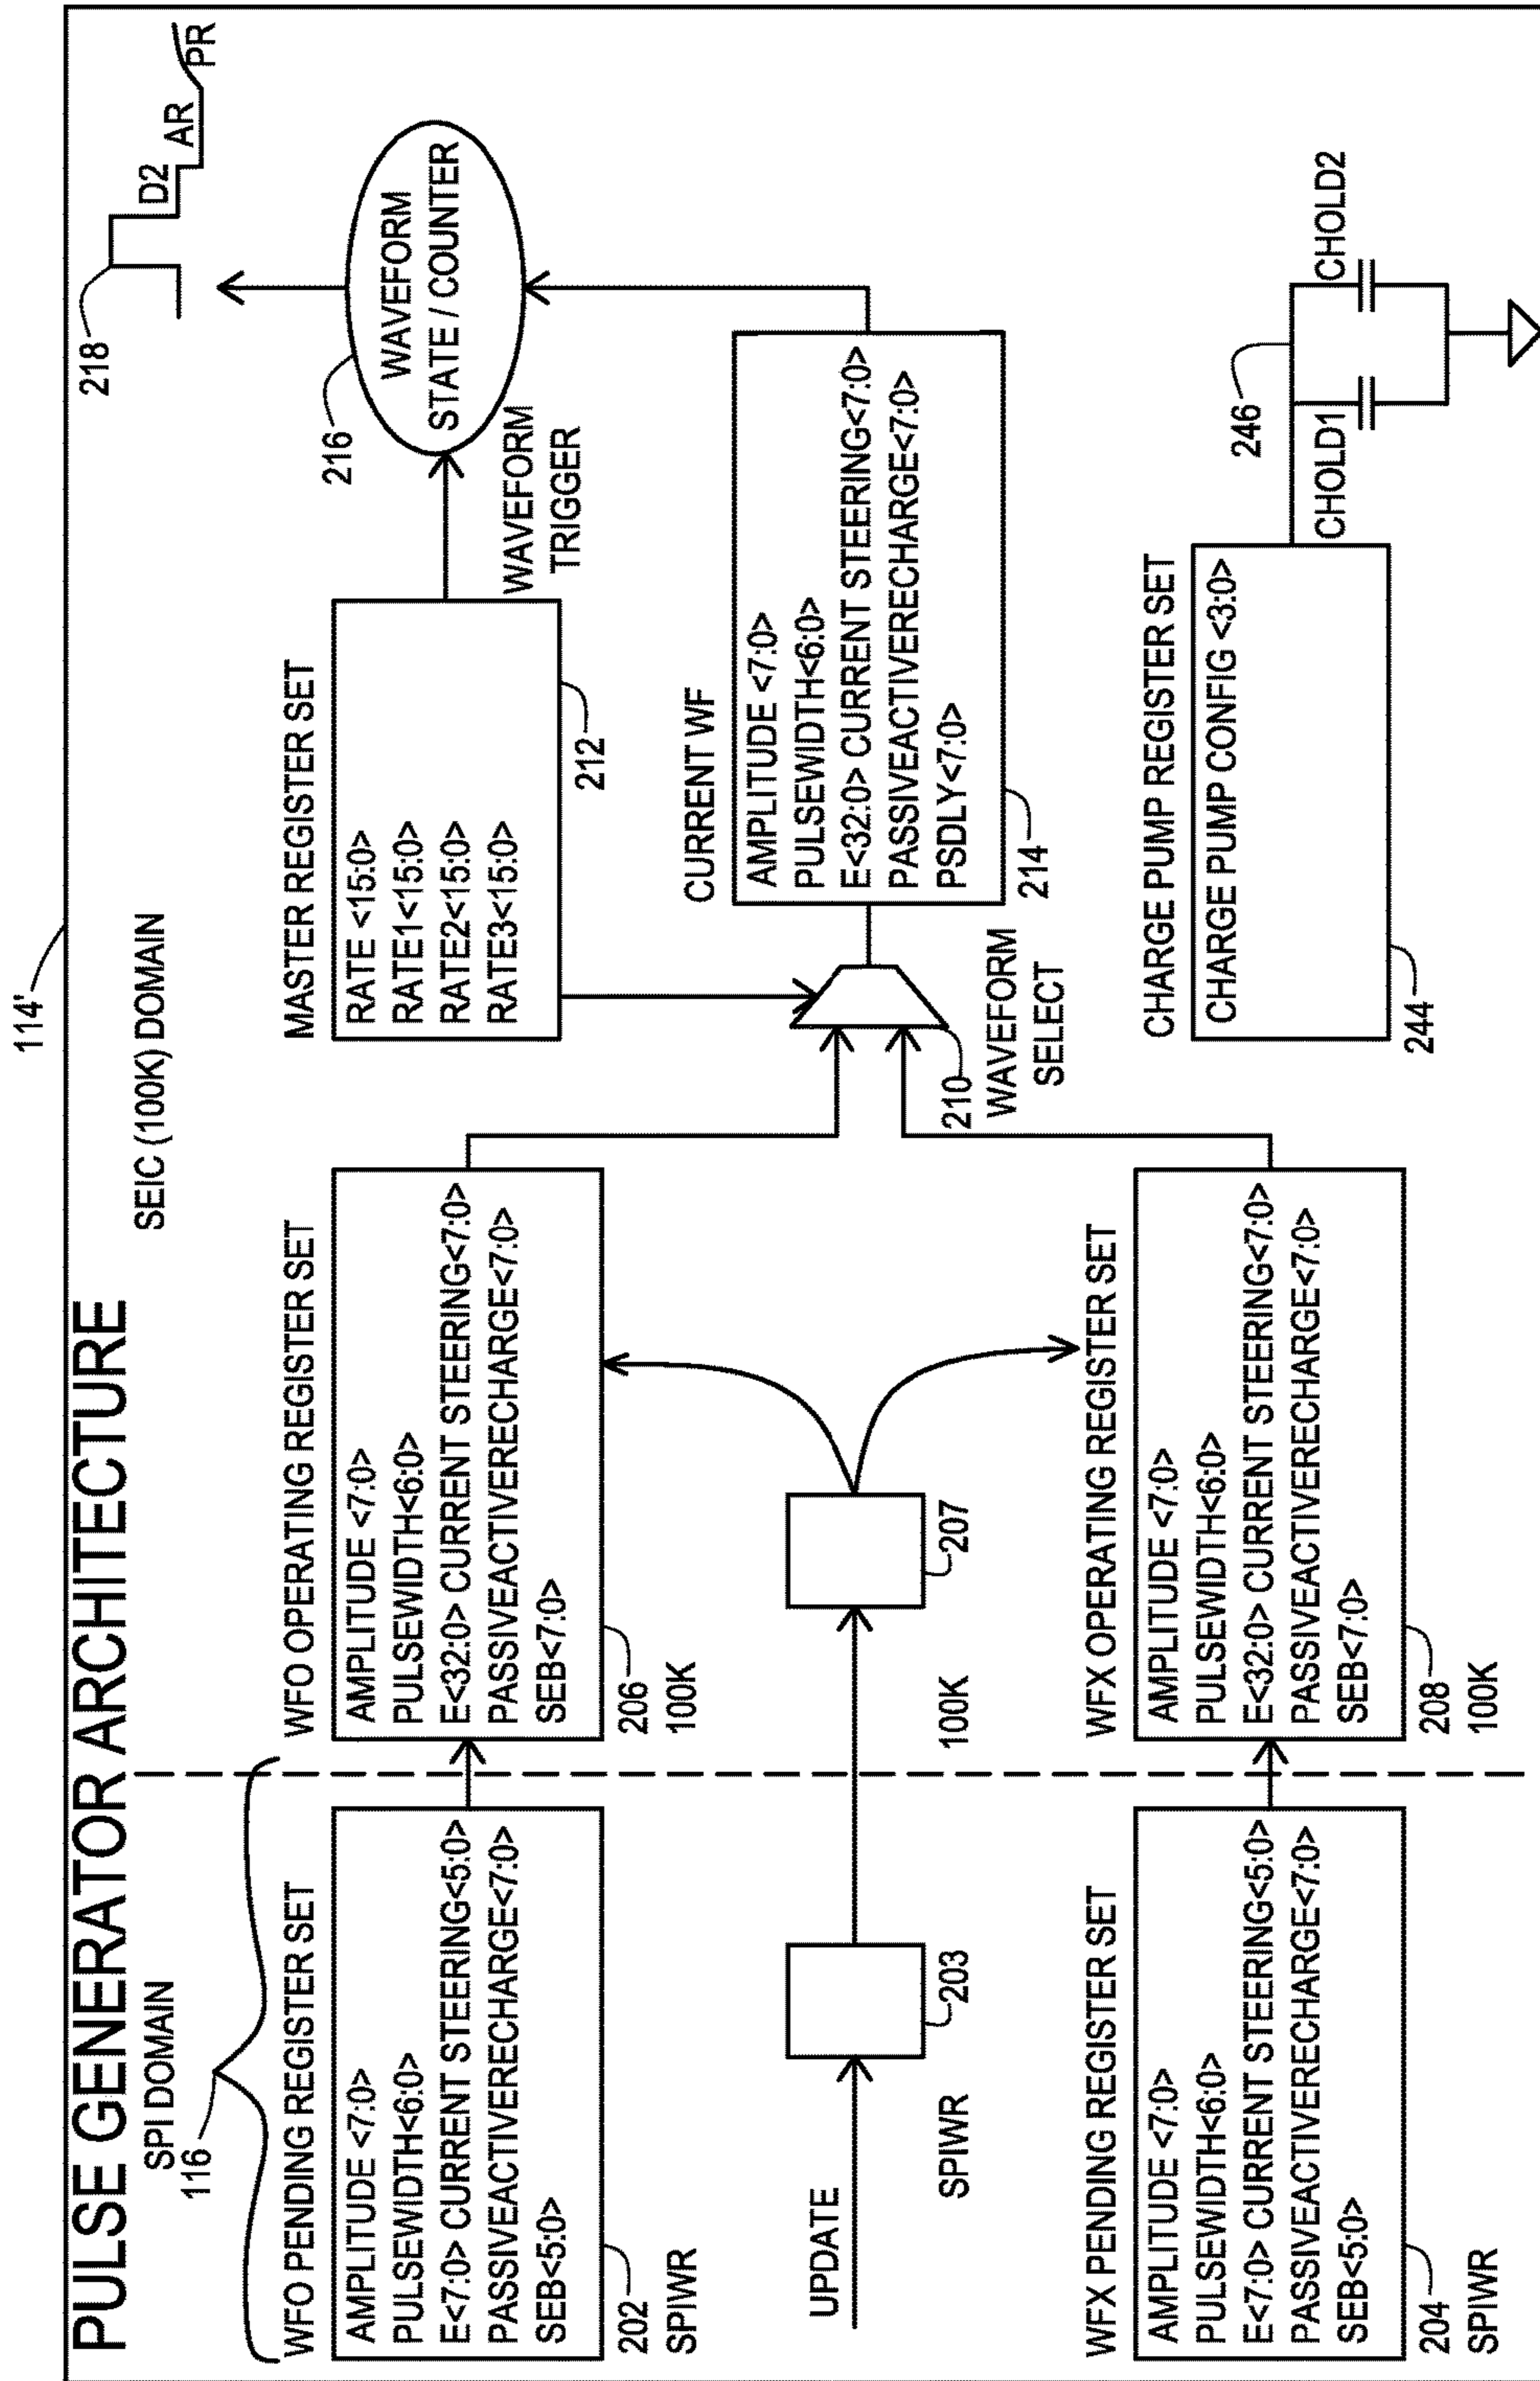 114'
PULSE GENERATOR ARCHITECTURE
SPI DOMAIN
116
SEIC (100K) DOMAIN
WFO PENDING REGISTER SET
AMPLITUDE <7:0>
PULSEWIDTH<6:0>
E<7:0> CURRENT STEERING<5:0>
PASSIVEACTIVERECHARGE<7:0>
SEB<5:0>
202
SPIWR
WFO OPERATING REGISTER SET
AMPLITUDE <7:0>
PULSEWIDTH<6:0>
E<32:0> CURRENT STEERING<7:0>
PASSIVEACTIVERECHARGE<7:0>
SEB<7:0>
206
100K
MASTER REGISTER SET
RATE <15:0>
RATE1<15:0>
RATE2<15:0>
RATE3<15:0>
212
WAVEFORM
TRIGGER
216
WAVEFORM
STATE / COUNTER
218
D2
AR
PR
UPDATE
203
SPIWR
207
100K
210
WAVEFORM
SELECT
CURRENT WF
AMPLITUDE <7:0>
PULSEWIDTH<6:0>
E<32:0> CURRENT STEERING<7:0>
PASSIVEACTIVERECHARGE<7:0>
PSDLY<7:0>
214
WFX PENDING REGISTER SET
AMPLITUDE <7:0>
PULSEWIDTH<6:0>
E<7:0> CURRENT STEERING<5:0>
PASSIVEACTIVERECHARGE<7:0>
SEB<5:0>
204
SPIWR
WFX OPERATING REGISTER SET
AMPLITUDE <7:0>
PULSEWIDTH<6:0>
E<32:0> CURRENT STEERING<7:0>
PASSIVEACTIVERECHARGE<7:0>
SEB<7:0>
208
100K
CHARGE PUMP REGISTER SET
CHARGE PUMP CONFIG <3:0>
244
246
CHOLD1
CHOLD2